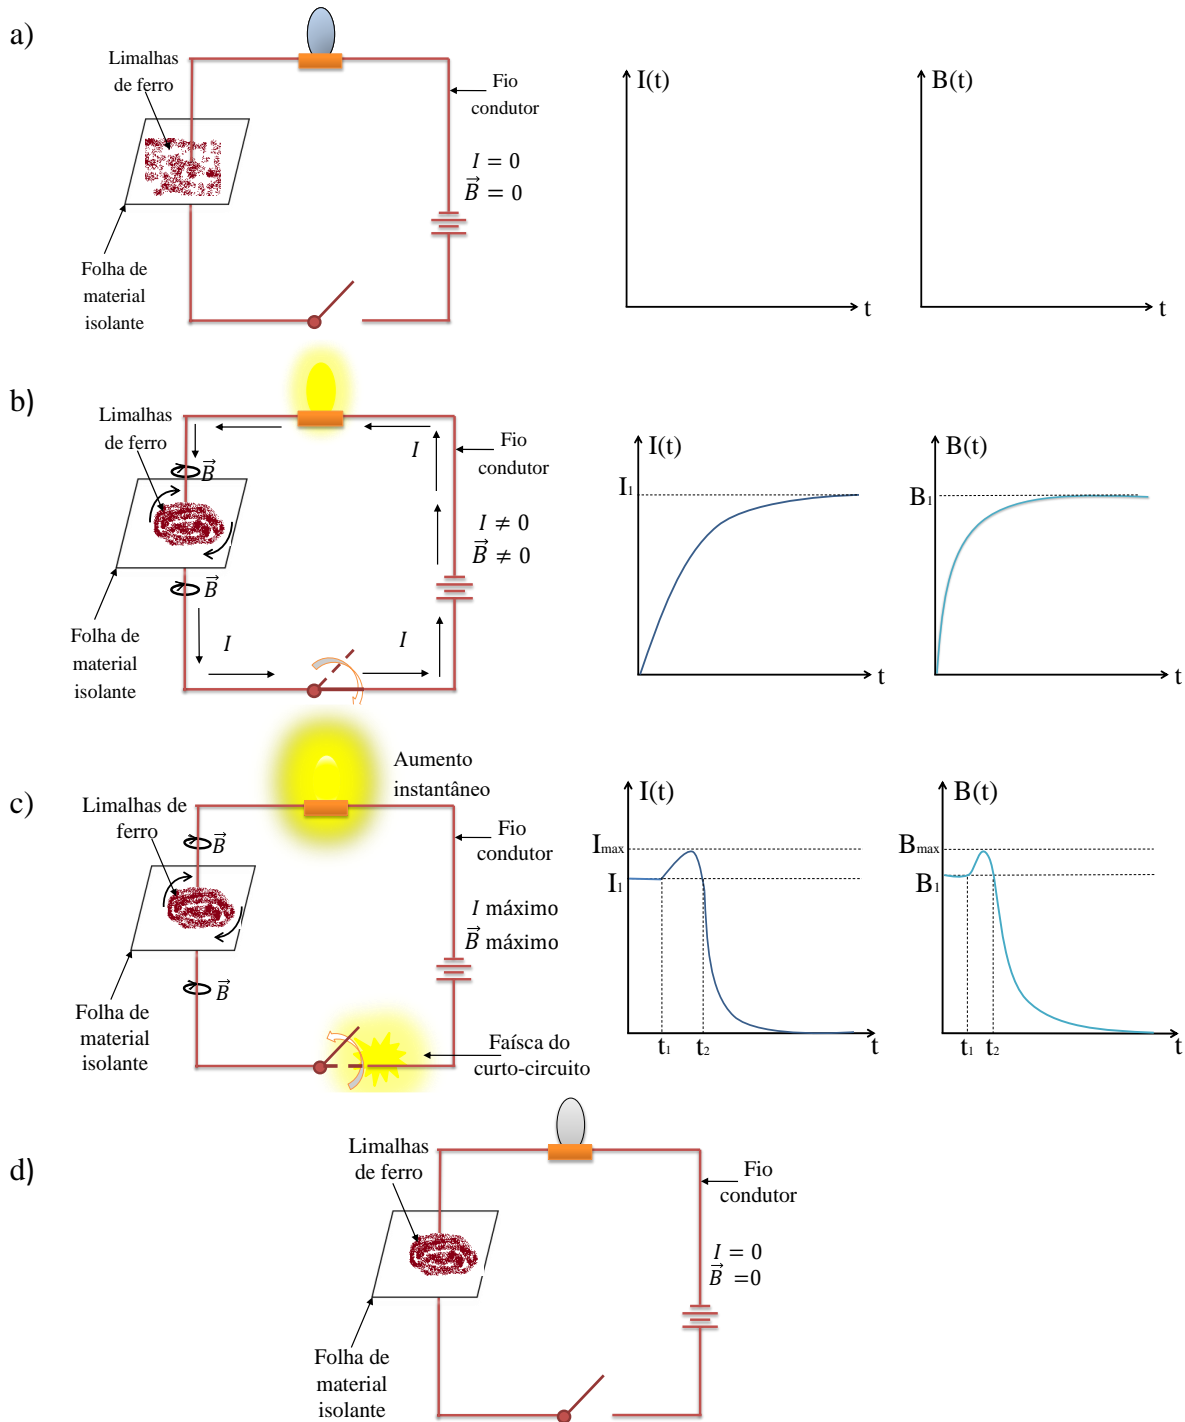 a)
Limalhas
de ferro
Fio
condutor
I = 0
B⃗ = 0
Folha de
material
isolante
I(t)
t
B(t)
t
b)
Limalhas
de ferro
B⃗
I
Fio
condutor
I ≠ 0
B⃗ ≠ 0
B⃗
Folha de
material
isolante
I
I
I(t)
I₁
t
B(t)
B₁
t
c)
Aumento
instantâneo
Limalhas de
ferro
B⃗
Fio
condutor
I máximo
B⃗ máximo
B⃗
Folha de
material
isolante
Faísca do
curto-circuito
I(t)
Imax
I₁
t₁ t₂ t
B(t)
Bmax
B₁
t₁ t₂ t
d)
Limalhas
de ferro
Fio
condutor
I = 0
B⃗ =0
Folha de
material
isolante